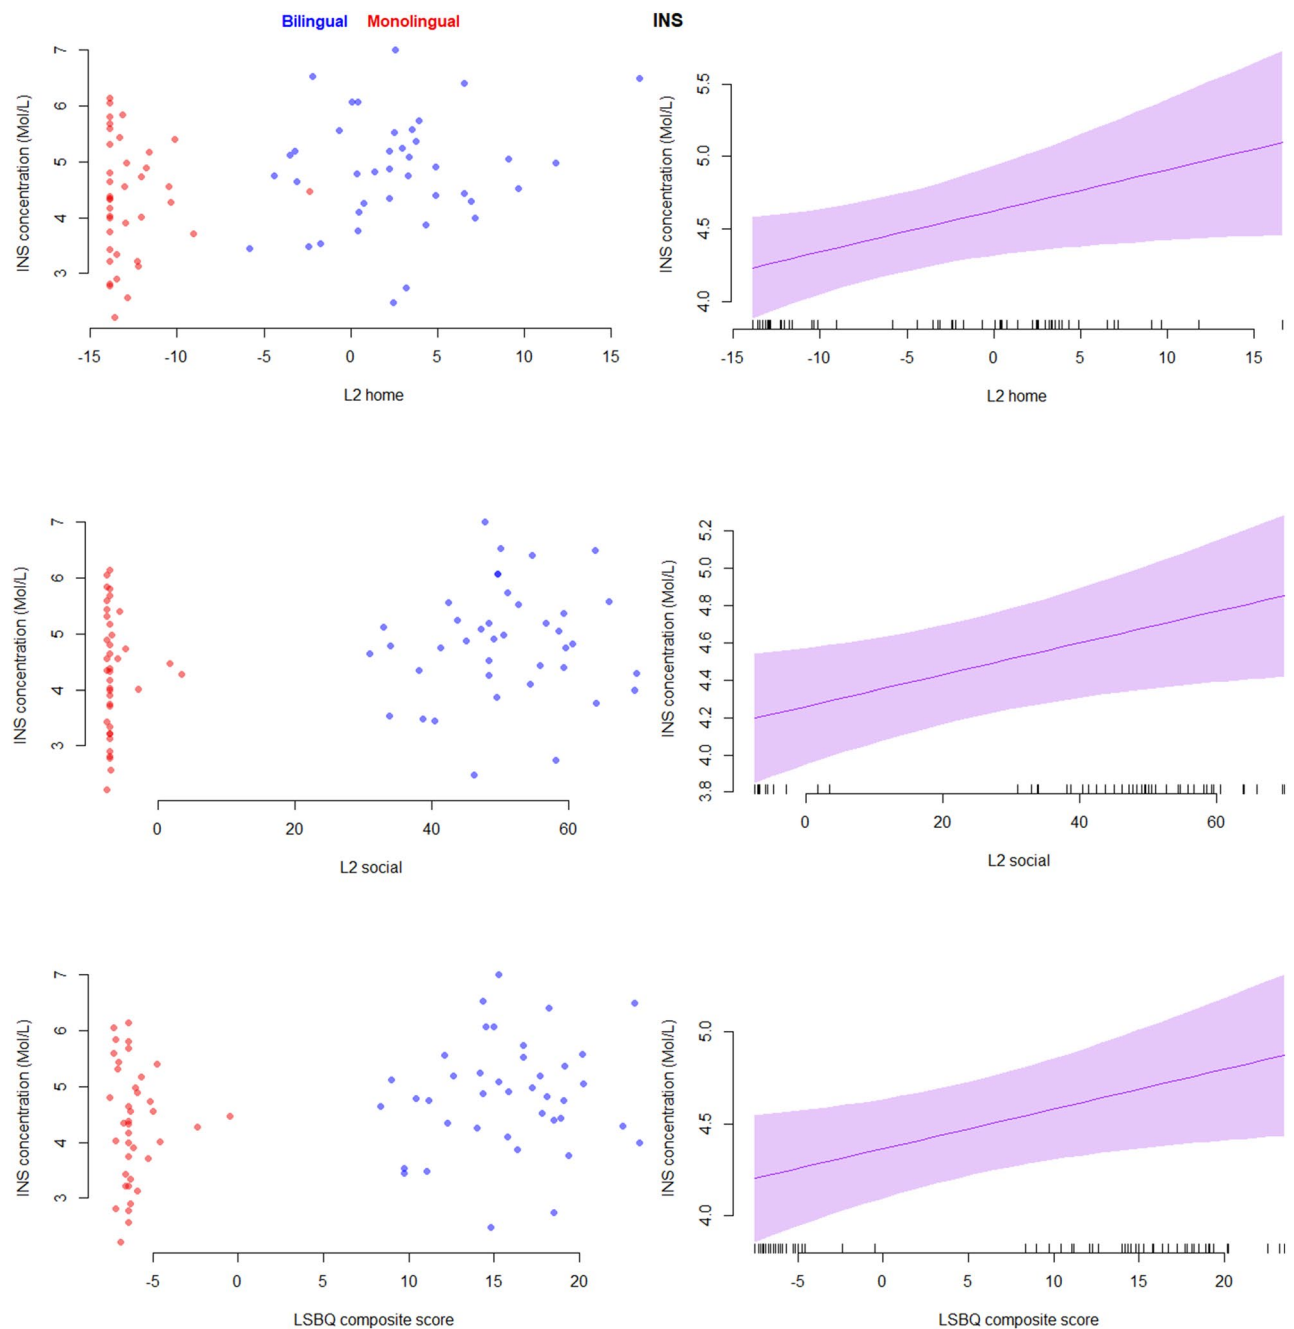 Bilingual Monolingual INS
INS concentration (Mol/L)
7
6
5
4
3
-15 -10 -5 0 5 10 15
L2 home
INS concentration (Mol/L)
5.5
5.0
4.5
4.0
-15 -10 -5 0 5 10 15
L2 home
INS concentration (Mol/L)
7
6
5
4
3
0 20 40 60
L2 social
INS concentration (Mol/L)
5.2
5.0
4.8
4.6
4.4
4.2
4.0
3.8
0 20 40 60
L2 social
INS concentration (Mol/L)
7
6
5
4
3
-5 0 5 10 15 20
LSBQ composite score
INS concentration (Mol/L)
5.0
4.5
4.0
-5 0 5 10 15 20
LSBQ composite score